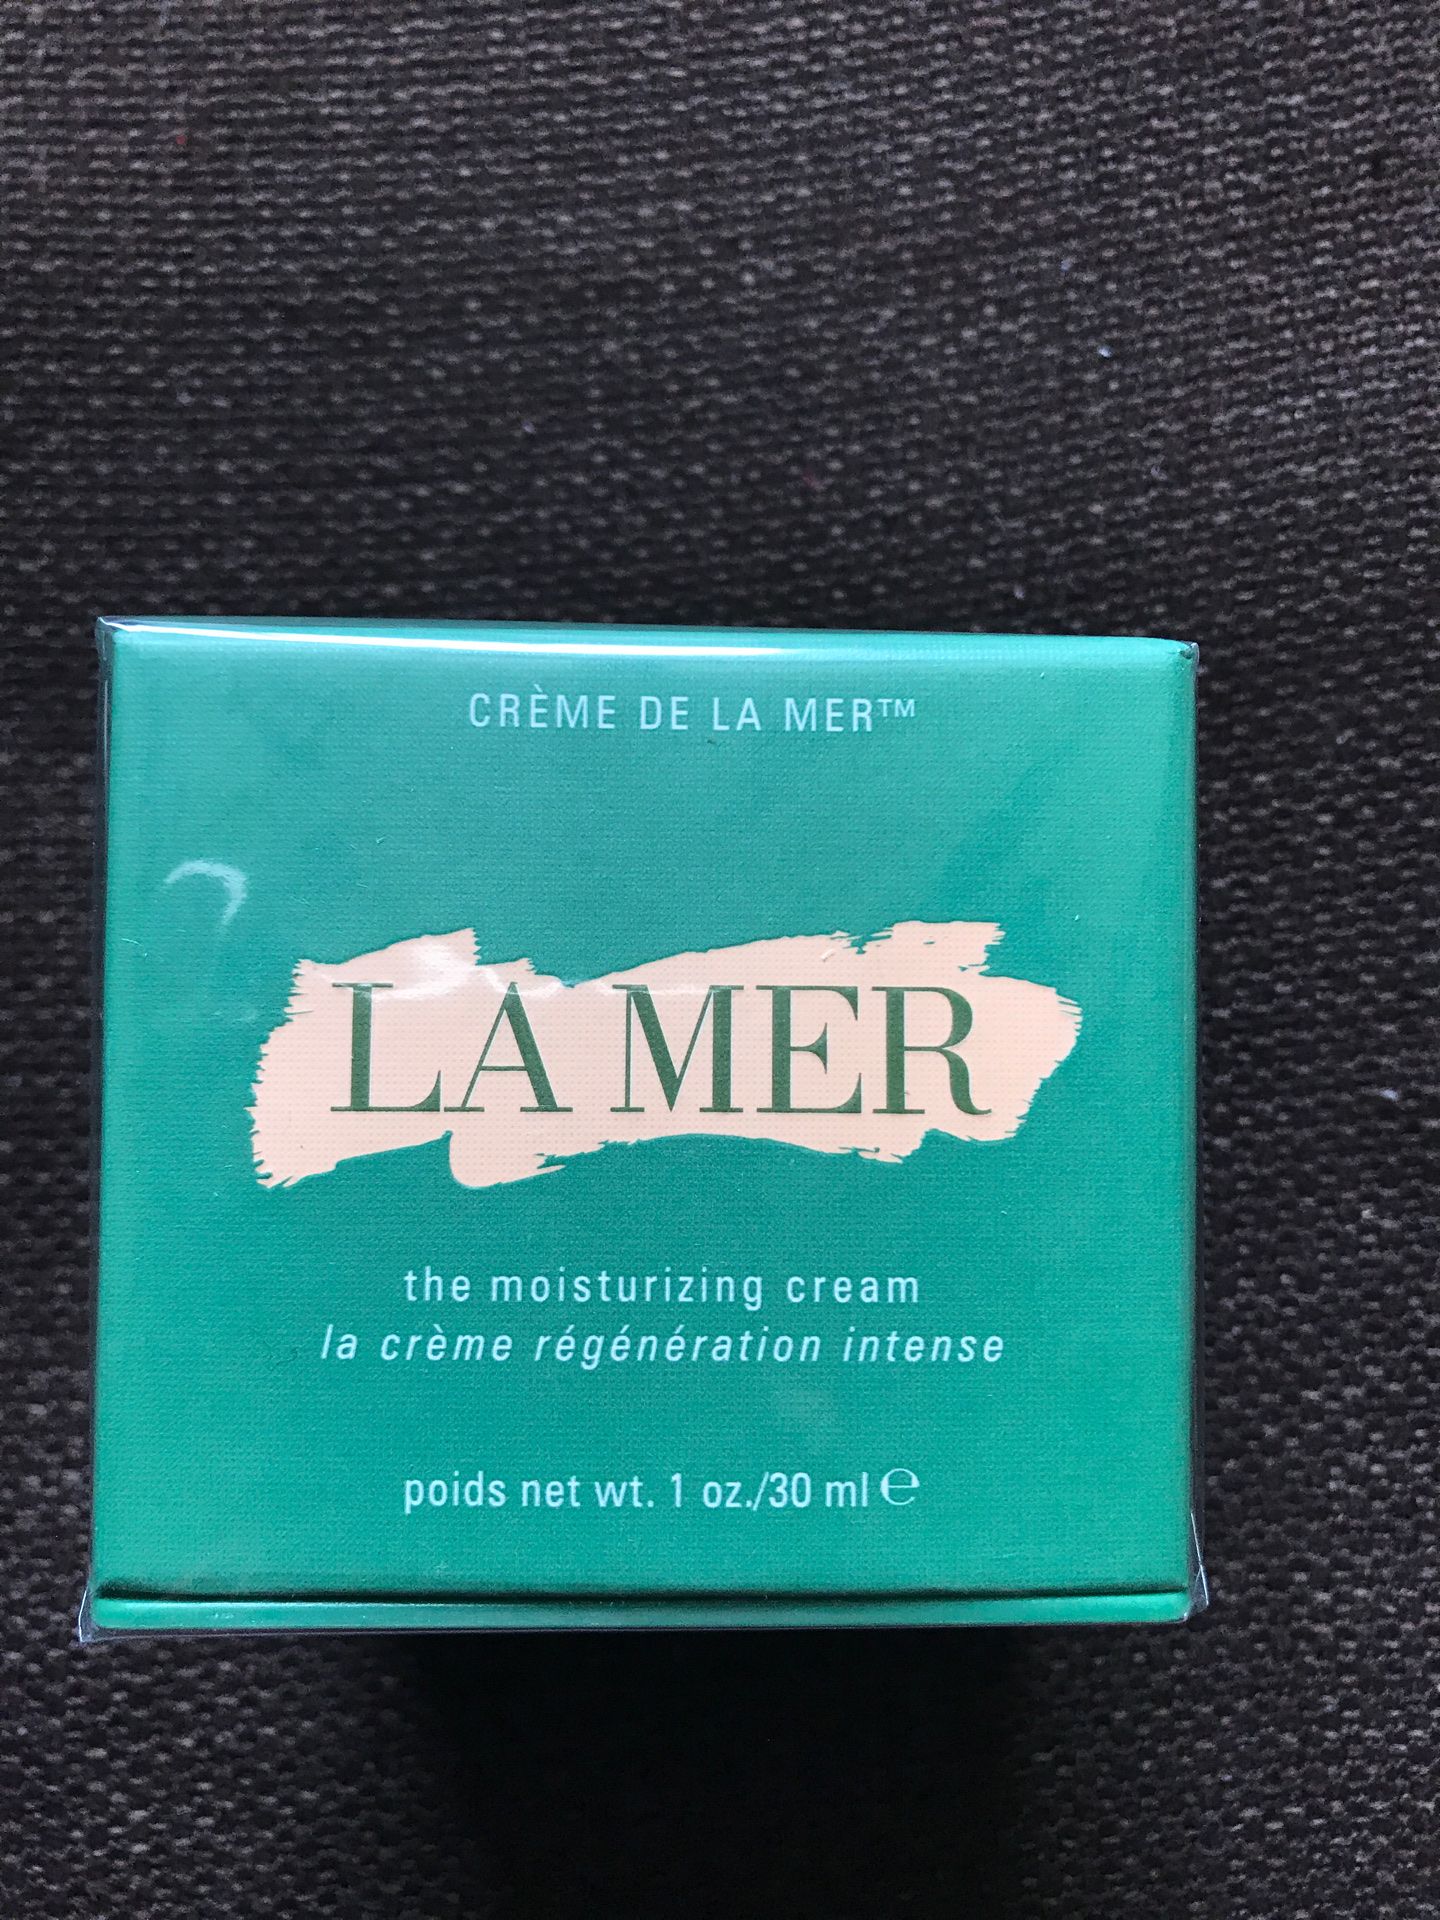 CRÈME DE LA MER™
LA MER
the moisturizing cream
la crème régénération intense
poids net wt. 1 oz./30 ml ℮